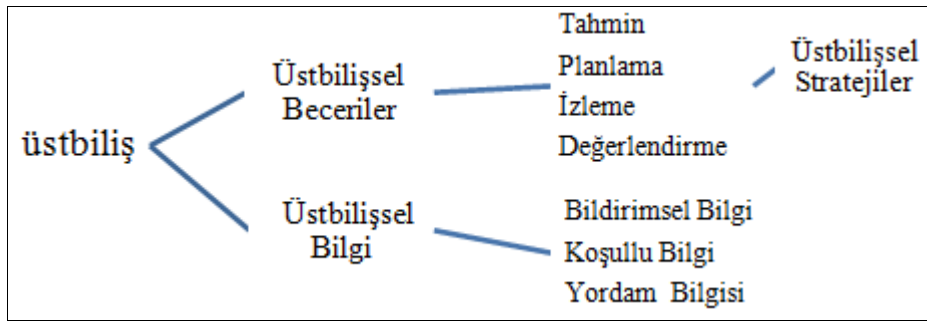 üstbiliş
Üstbilişsel
Beceriler
Tahmin
Planlama
İzleme
Değerlendirme
Üstbilişsel
Stratejiler
Üstbilişsel
Bilgi
Bildirimsel Bilgi
Koşullu Bilgi
Yordam Bilgisi